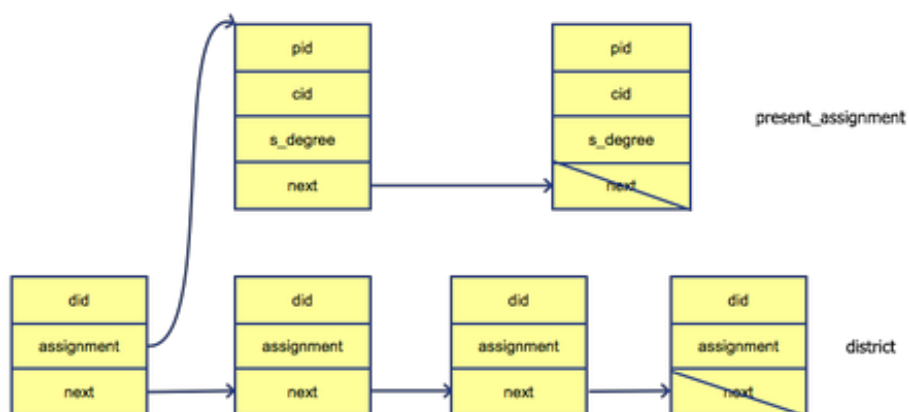 pid
cid
s_degree
next
pid
cid
s_degree
next
present_assignment
did
assignment
next
did
assignment
next
did
assignment
next
did
assignment
next
district